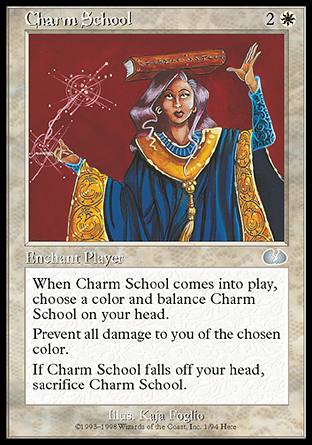 Charm School 2
Enchant Player
When Charm School comes into play,
choose a color and balance Charm
School on your head.
Prevent all damage to you of the chosen
color.
If Charm School falls off your head,
sacrifice Charm School.
Illus. Kaja Foglio
©1993-1998 Wizards of the Coast, Inc. 1/94 Here